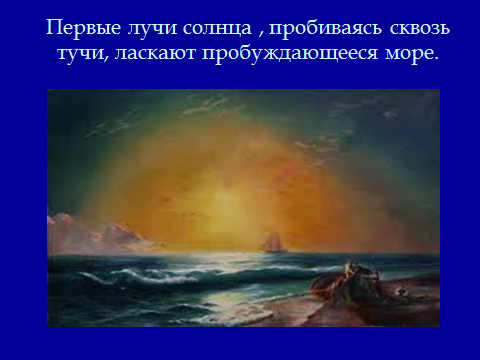 Первые лучи солнца , пробиваясь сквозь
тучи, ласкают пробуждающееся море.